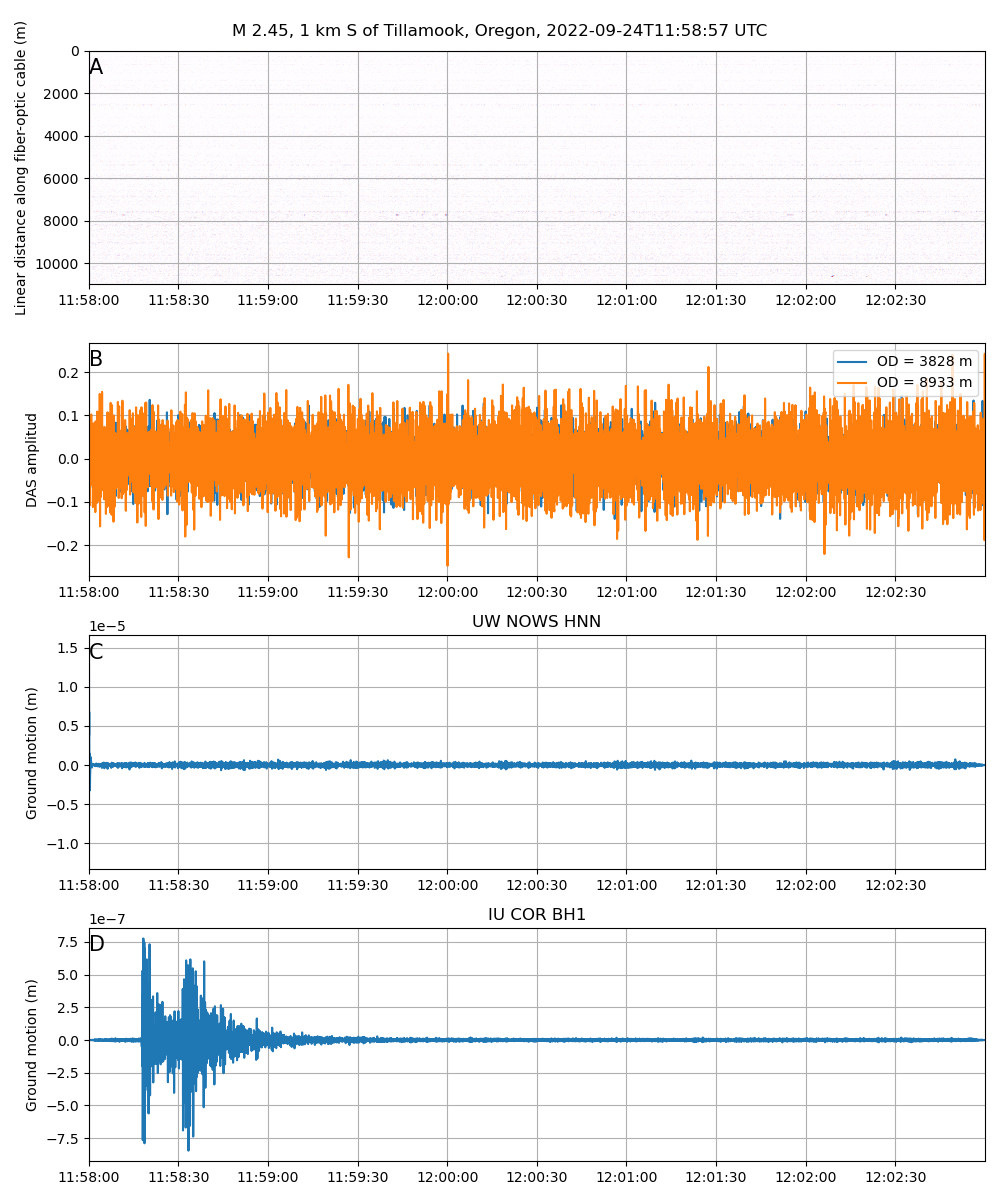 M 2.45, 1 km S of Tillamook, Oregon, 2022-09-24T11:58:57 UTC
A
Linear distance along fiber-optic cable (m)
0
2000
4000
6000
8000
10000
11:58:00 11:58:30 11:59:00 11:59:30 12:00:00 12:00:30 12:01:00 12:01:30 12:02:00 12:02:30
B
OD = 3828 m
OD = 8933 m
DAS amplitud
0.2
0.1
0.0
−0.1
−0.2
11:58:00 11:58:30 11:59:00 11:59:30 12:00:00 12:00:30 12:01:00 12:01:30 12:02:00 12:02:30
UW NOWS HNN
1e−5
C
Ground motion (m)
1.5
1.0
0.5
0.0
−0.5
−1.0
11:58:00 11:58:30 11:59:00 11:59:30 12:00:00 12:00:30 12:01:00 12:01:30 12:02:00 12:02:30
IU COR BH1
1e−7
D
Ground motion (m)
7.5
5.0
2.5
0.0
−2.5
−5.0
−7.5
11:58:00 11:58:30 11:59:00 11:59:30 12:00:00 12:00:30 12:01:00 12:01:30 12:02:00 12:02:30